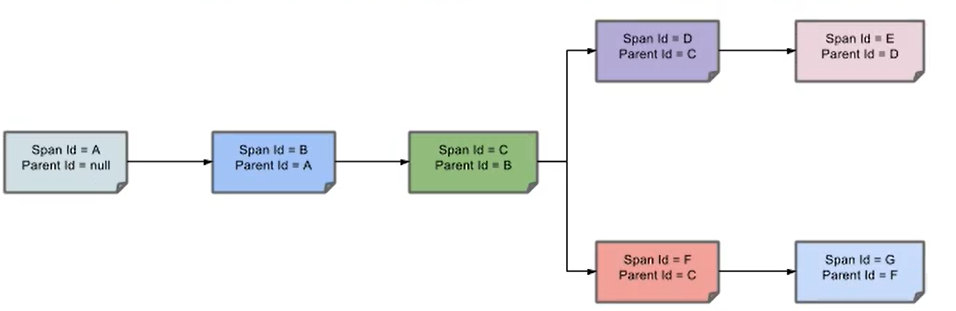 Span Id = A
Parent Id = null
Span Id = B
Parent Id = A
Span Id = C
Parent Id = B
Span Id = D
Parent Id = C
Span Id = E
Parent Id = D
Span Id = F
Parent Id = C
Span Id = G
Parent Id = F